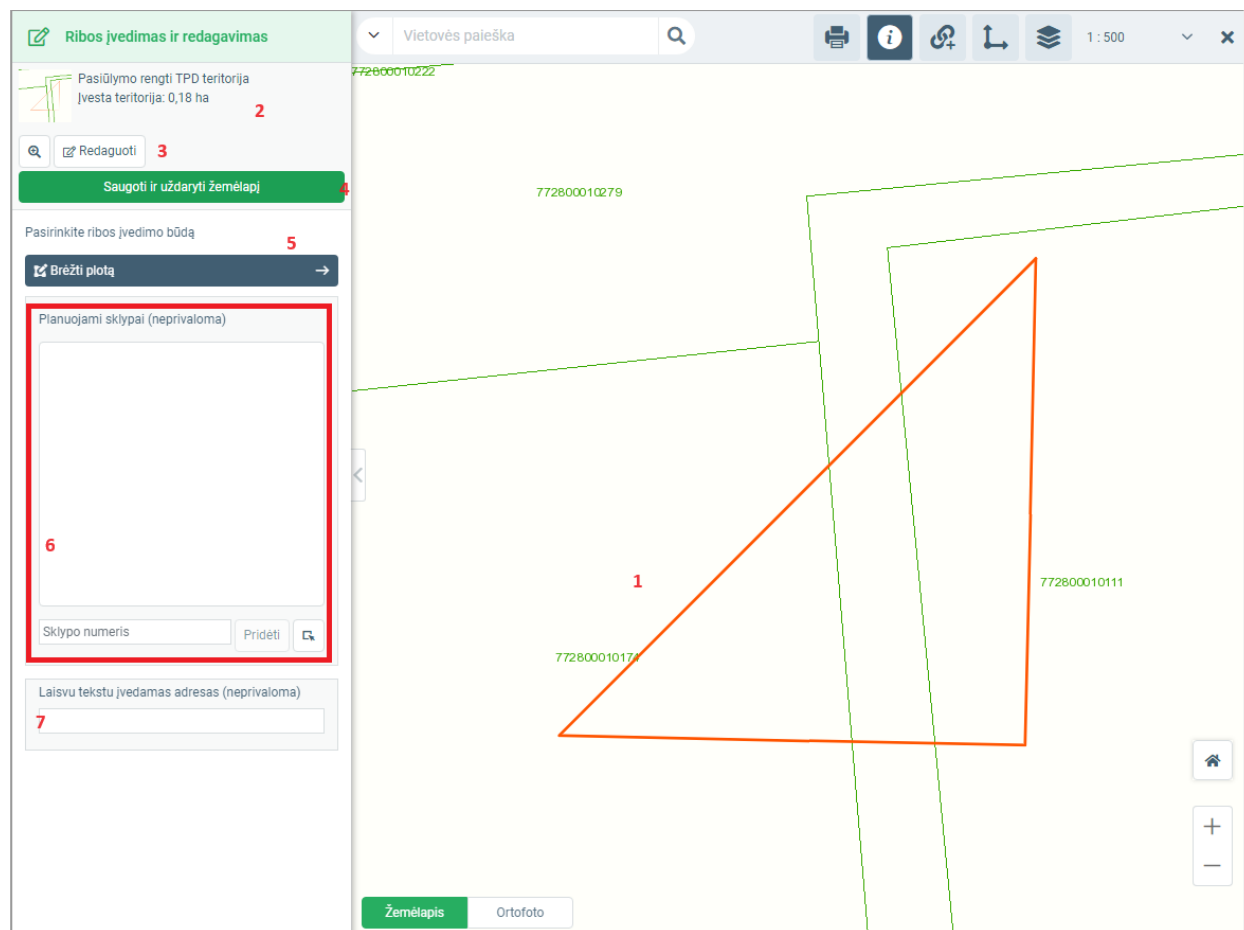 Ribos įvedimas ir redagavimas
Vietovės paieška
1 : 500
Pasiūlymo rengti TPD teritorija
Įvesta teritorija: 0,18 ha
2
Redaguoti
3
Saugoti ir uždaryti žemėlapį
4
Pasirinkite ribos įvedimo būdą
5
Brėžti plotą
Planuojami sklypai (neprivaloma)
6
Sklypo numeris
Pridėti
Laisvu tekstu įvedamas adresas (neprivaloma)
7
772800010222
772800010279
1
772800010111
772800010174
Žemėlapis
Ortofoto